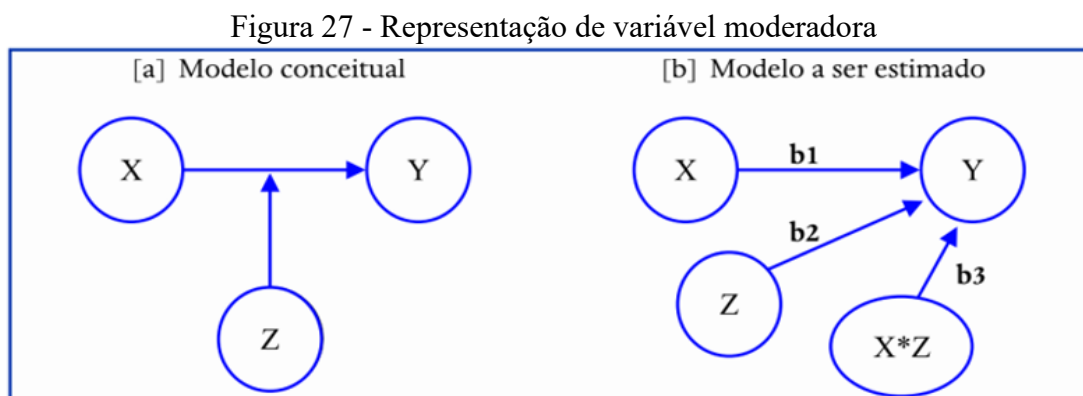 Figura 27 - Representação de variável moderadora
[a] Modelo conceitual
X
Y
Z
[b] Modelo a ser estimado
X
b1
Y
b2
Z
b3
X*Z